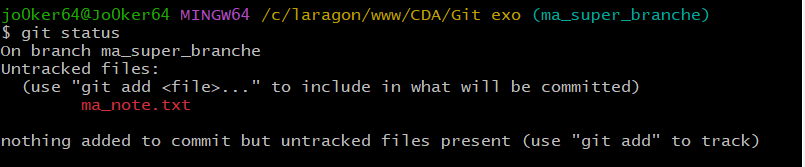 joOker64@JoOker64 MINGW64 /c/laragon/www/CDA/Git exo (ma_super_branche)
$ git status
On branch ma_super_branche
Untracked files:
  (use "git add <file>..." to include in what will be committed)
        ma_note.txt

nothing added to commit but untracked files present (use "git add" to track)